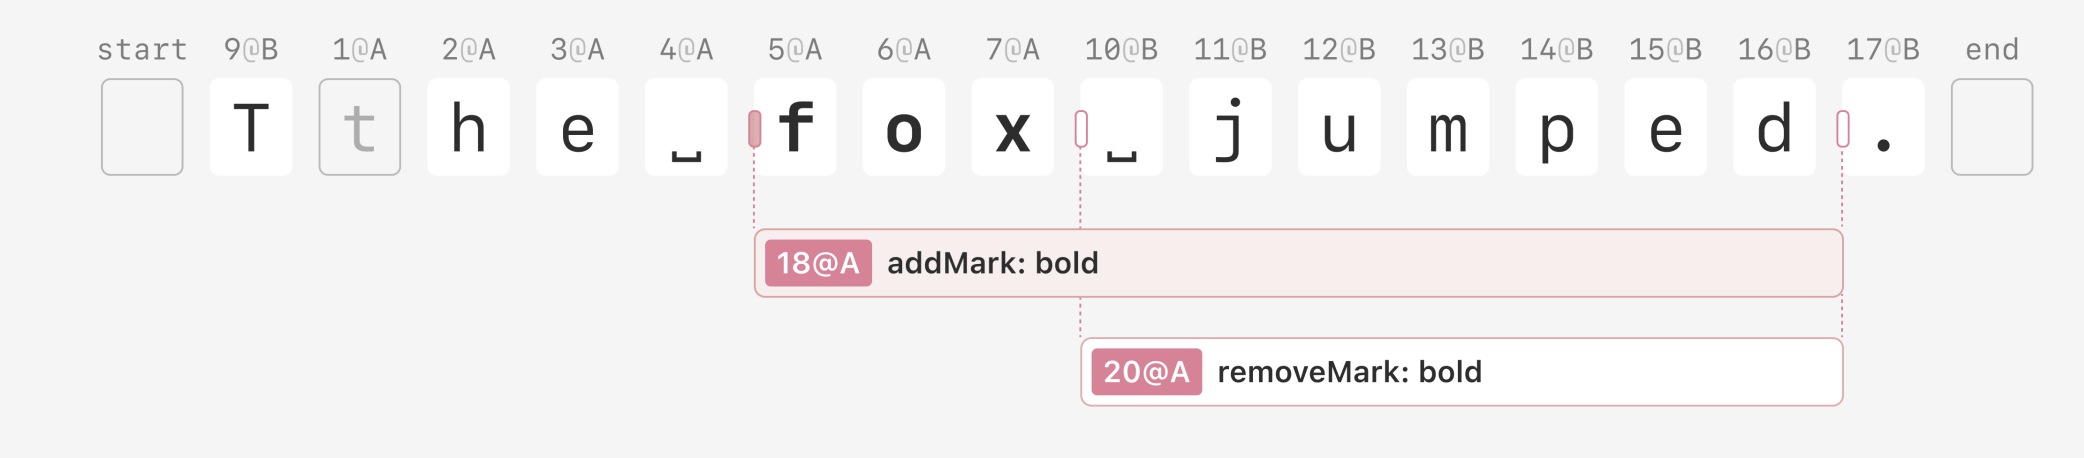 start 9@B 1@A 2@A 3@A 4@A 5@A 6@A 7@A 10@B 11@B 12@B 13@B 14@B 15@B 16@B 17@B end
T t h e ␣ f o x ␣ j u m p e d .
18@A addMark: bold
20@A removeMark: bold